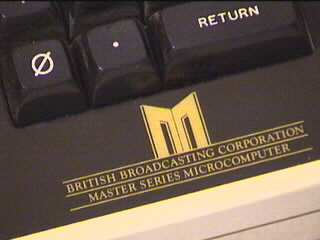 RETURN
Ø .
BRITISH BROADCASTING CORPORATION
MASTER SERIES MICROCOMPUTER